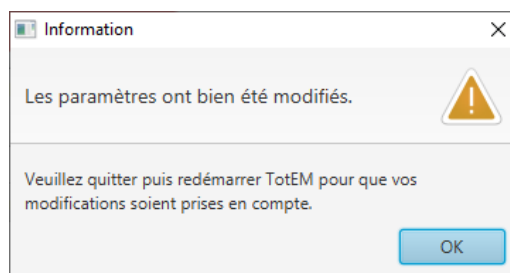 Information
Les paramètres ont bien été modifiés.
Veuillez quitter puis redémarrer TotEM pour que vos
modifications soient prises en compte.
OK